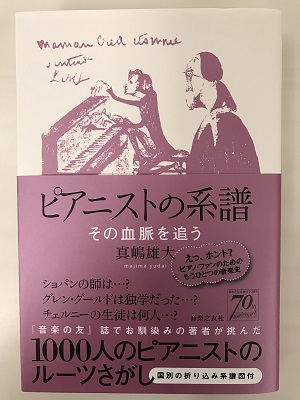 ピアニストの系譜
その血脈を追う
真嶋雄大
majima yudai
えっ、ホント?
ピアノ・ファンのための
もうひとつの音楽史
ショパンの師は…?
グレン・グールドは独学だった…?
チェルニーの生徒は何人…?
音楽之友社
70th
『音楽の友』誌でお馴染みの著者が挑んだ
1000人のピアニストの
ルーツさがし
国別の折り込み系譜図付